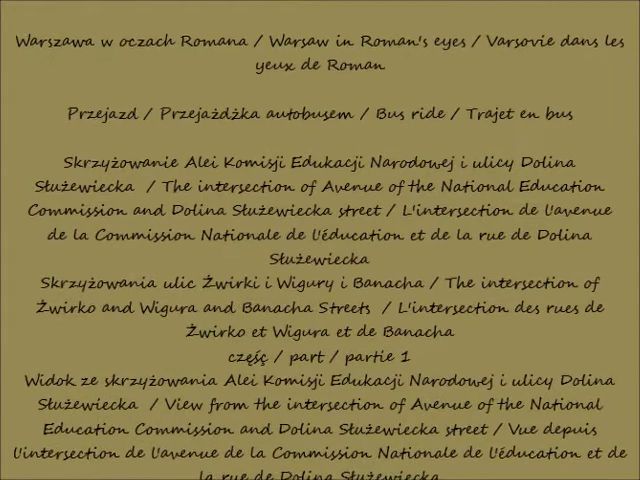 Warszawa w oczach Romana / Warsaw in Roman's eyes / Varsovie dans les
yeux de Roman
Przejazd / Przejażdżka autobusem / Bus ride / Trajet en bus
Skrzyżowanie Alei Komisji Edukacji Narodowej i ulicy Dolina
Służewiecka / The intersection of Avenue of the National Education
Commission and Dolina Służewiecka street / L'intersection de l'avenue
de la Commission Nationale de l'éducation et de la rue de Dolina
Służewiecka
Skrzyżowania ulic Żwirki i Wigury i Banacha / The intersection of
Żwirko and Wigura and Banacha Streets / L'intersection des rues de
Żwirko et Wigura et de Banacha
częśç / part / partie 1
Widok ze skrzyżowania Alei Komisji Edukacji Narodowej i ulicy Dolina
Służewiecka / View from the intersection of Avenue of the National
Education Commission and Dolina Służewiecka street / Vue depuis
l'intersection de l'avenue de la Commission Nationale de l'éducation et de
la rue de Dolina Służewiecka